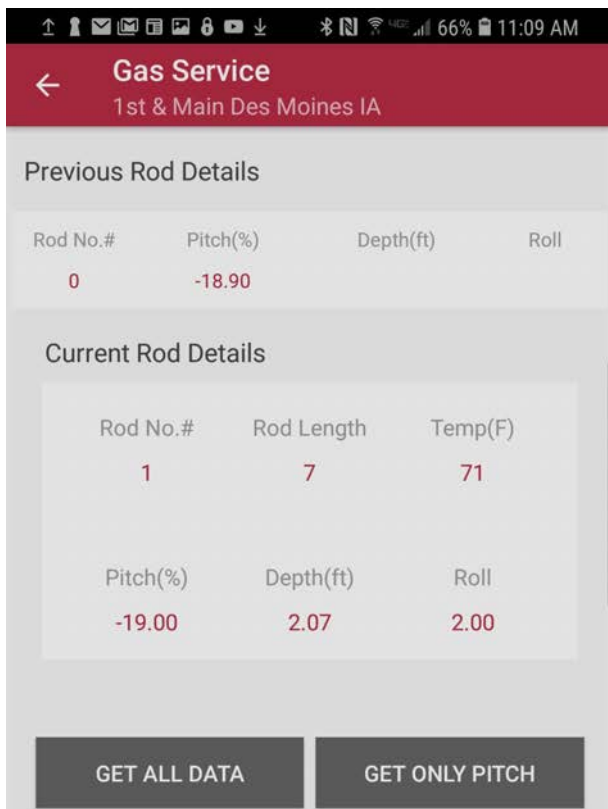 66% 11:09 AM
Gas Service
1st & Main Des Moines IA
Previous Rod Details
Rod No.# Pitch(%) Depth(ft) Roll
0 -18.90
Current Rod Details
Rod No.# Rod Length Temp(F)
1 7 71
Pitch(%) Depth(ft) Roll
-19.00 2.07 2.00
GET ALL DATA GET ONLY PITCH